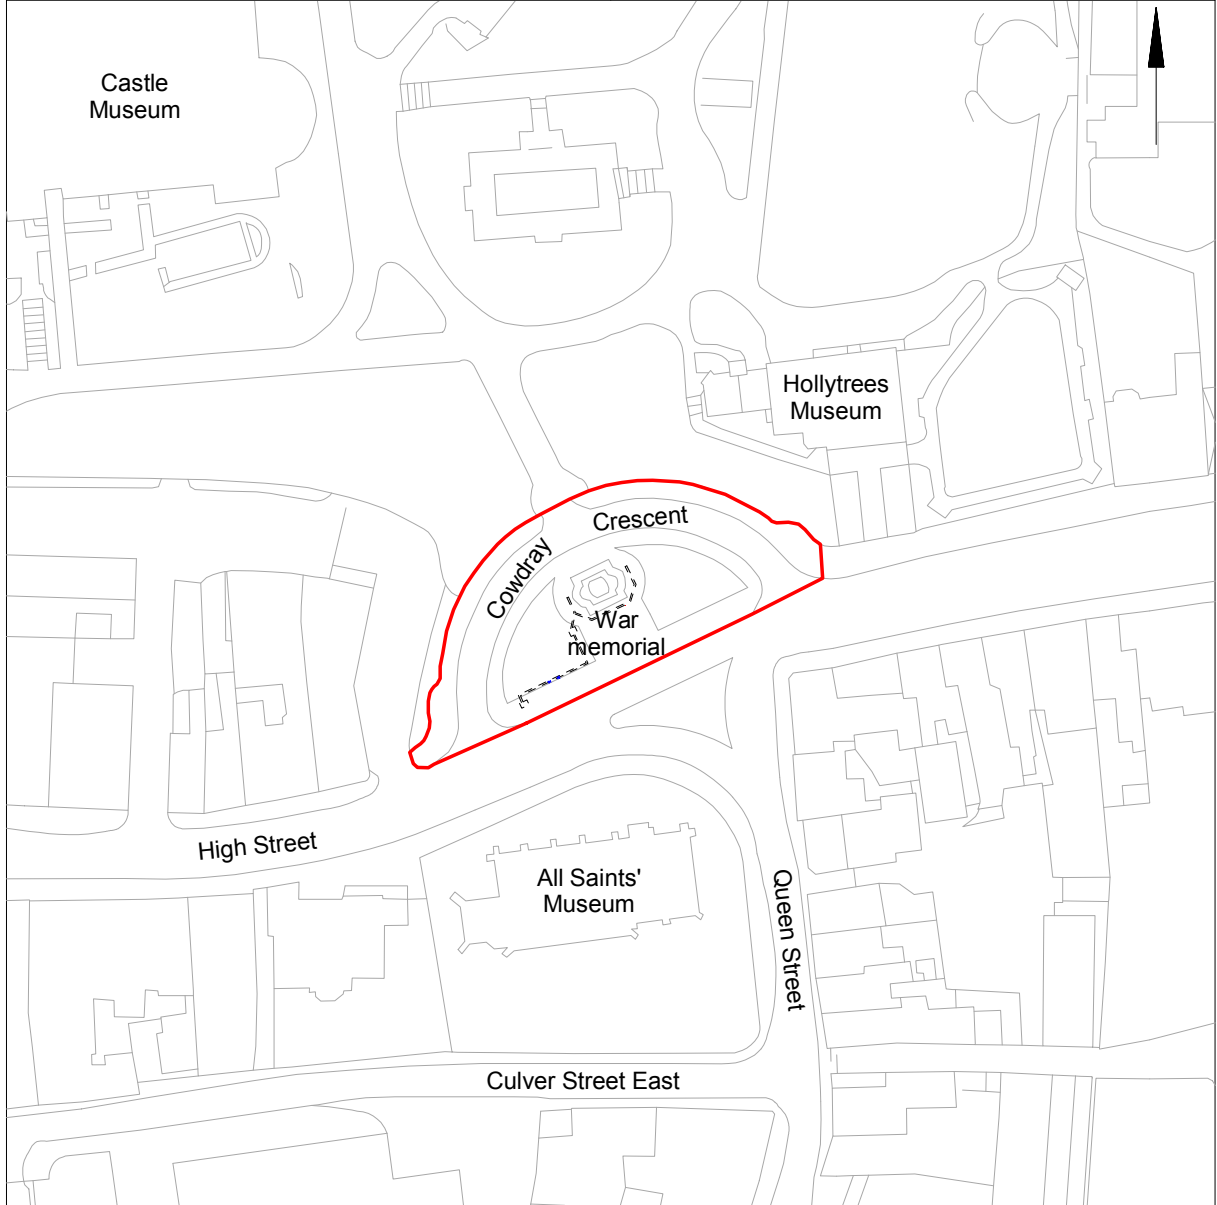 Castle
Museum
Hollytrees
Museum
Cowdray Crescent
War
memorial
High Street
All Saints'
Museum
Queen Street
Culver Street East